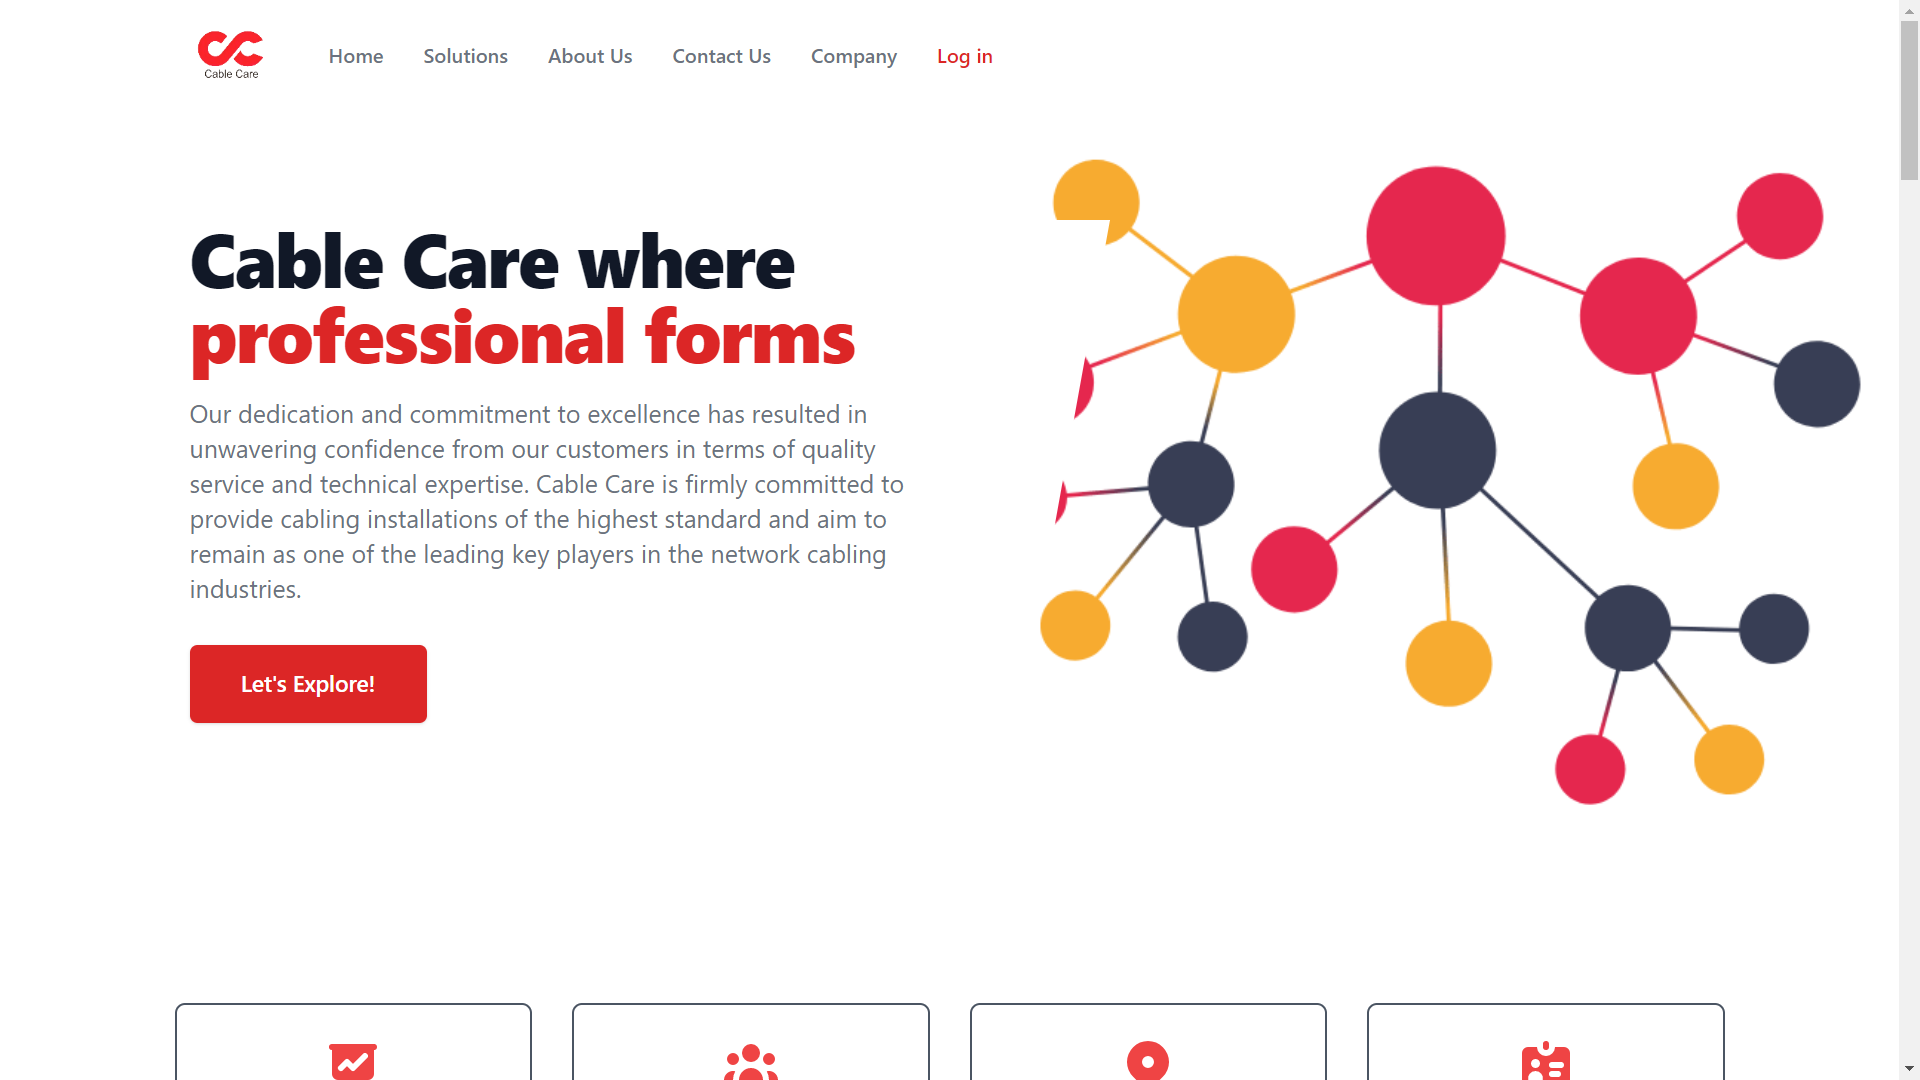 Cable Care
Home
Solutions
About Us
Contact Us
Company
Log in
Cable Care where
professional forms
Our dedication and commitment to excellence has resulted in
unwavering confidence from our customers in terms of quality
service and technical expertise. Cable Care is firmly committed to
provide cabling installations of the highest standard and aim to
remain as one of the leading key players in the network cabling
industries.
Let's Explore!